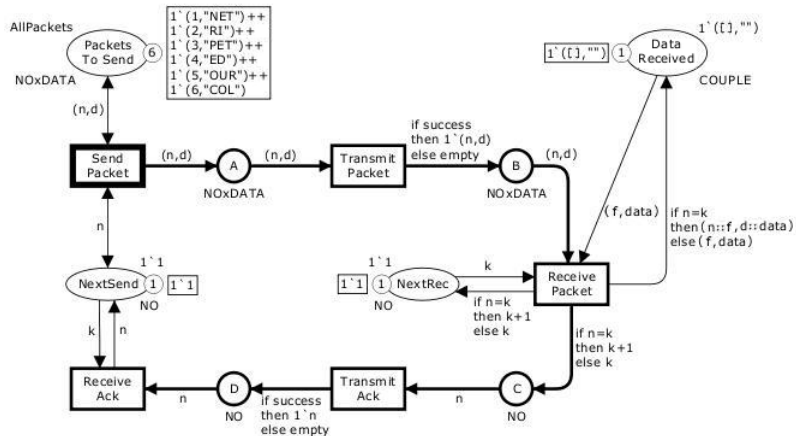 AllPackets
Packets
To Send
6
1`(1,"NET")++
1`(2,"RI")++
1`(3,"PET")++
1`(4,"ED")++
1`(5,"OUR")++
1`(6,"COL")
NOxDATA
1`([],"")
1`([],"")
1
Data
Received
COUPLE
(n,d)
Send
Packet
(n,d)
A
NOxDATA
(n,d)
Transmit
Packet
if success
then 1`(n,d)
else empty
B
NOxDATA
(n,d)
n
(f,data)
if n=k
then(n::f,d::data)
else(f,data)
1`1
NextSend
1
1`1
NO
1`1
1`1
1
NextRec
NO
k
if n=k
then k+1
else k
Receive
Packet
k
n
if n=k
then k+1
else k
Receive
Ack
n
D
NO
if success
then 1`n
else empty
Transmit
Ack
n
C
NO